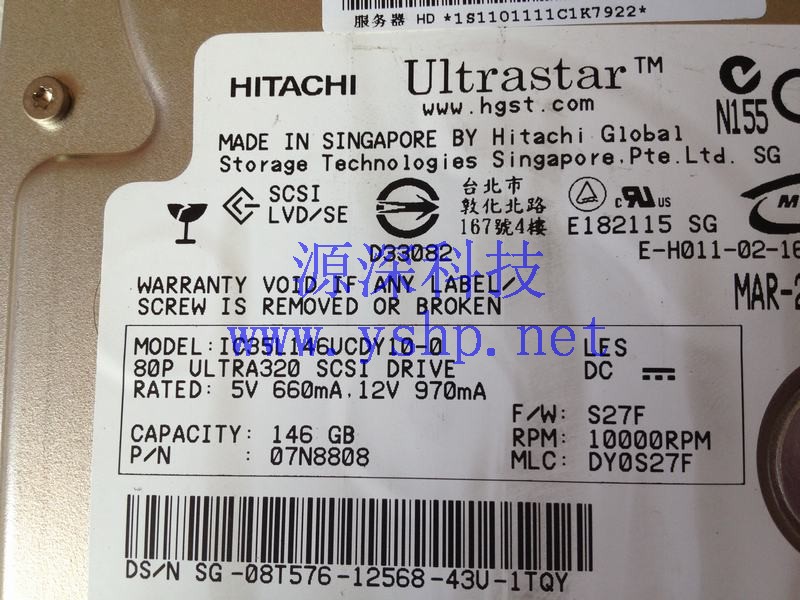 服务器 HD *1S1101111C1K7922*
HITACHI Ultrastar™
www.hgst.com
N155
MADE IN SINGAPORE BY Hitachi Global
Storage Technologies Singapore.Pte.Ltd. SG
SCSI
LVD/SE
D33082
台北市
敦化北路
167號4樓
c RU us
E182115 SG
E-H011-02-16
源深科技
WARRANTY VOID IF ANY LABEL/
SCREW IS REMOVED OR BROKEN
MAR-2
www.yshp.net
MODEL: IC35L146UCDY10-0
LES
80P ULTRA320 SCSI DRIVE
DC
RATED: 5V 660mA, 12V 970mA
F/W: S27F
CAPACITY: 146 GB
RPM: 10000RPM
P/N : 07N8808
MLC: DY0S27F
DS/N SG -08T576-12568-43U-1TQY